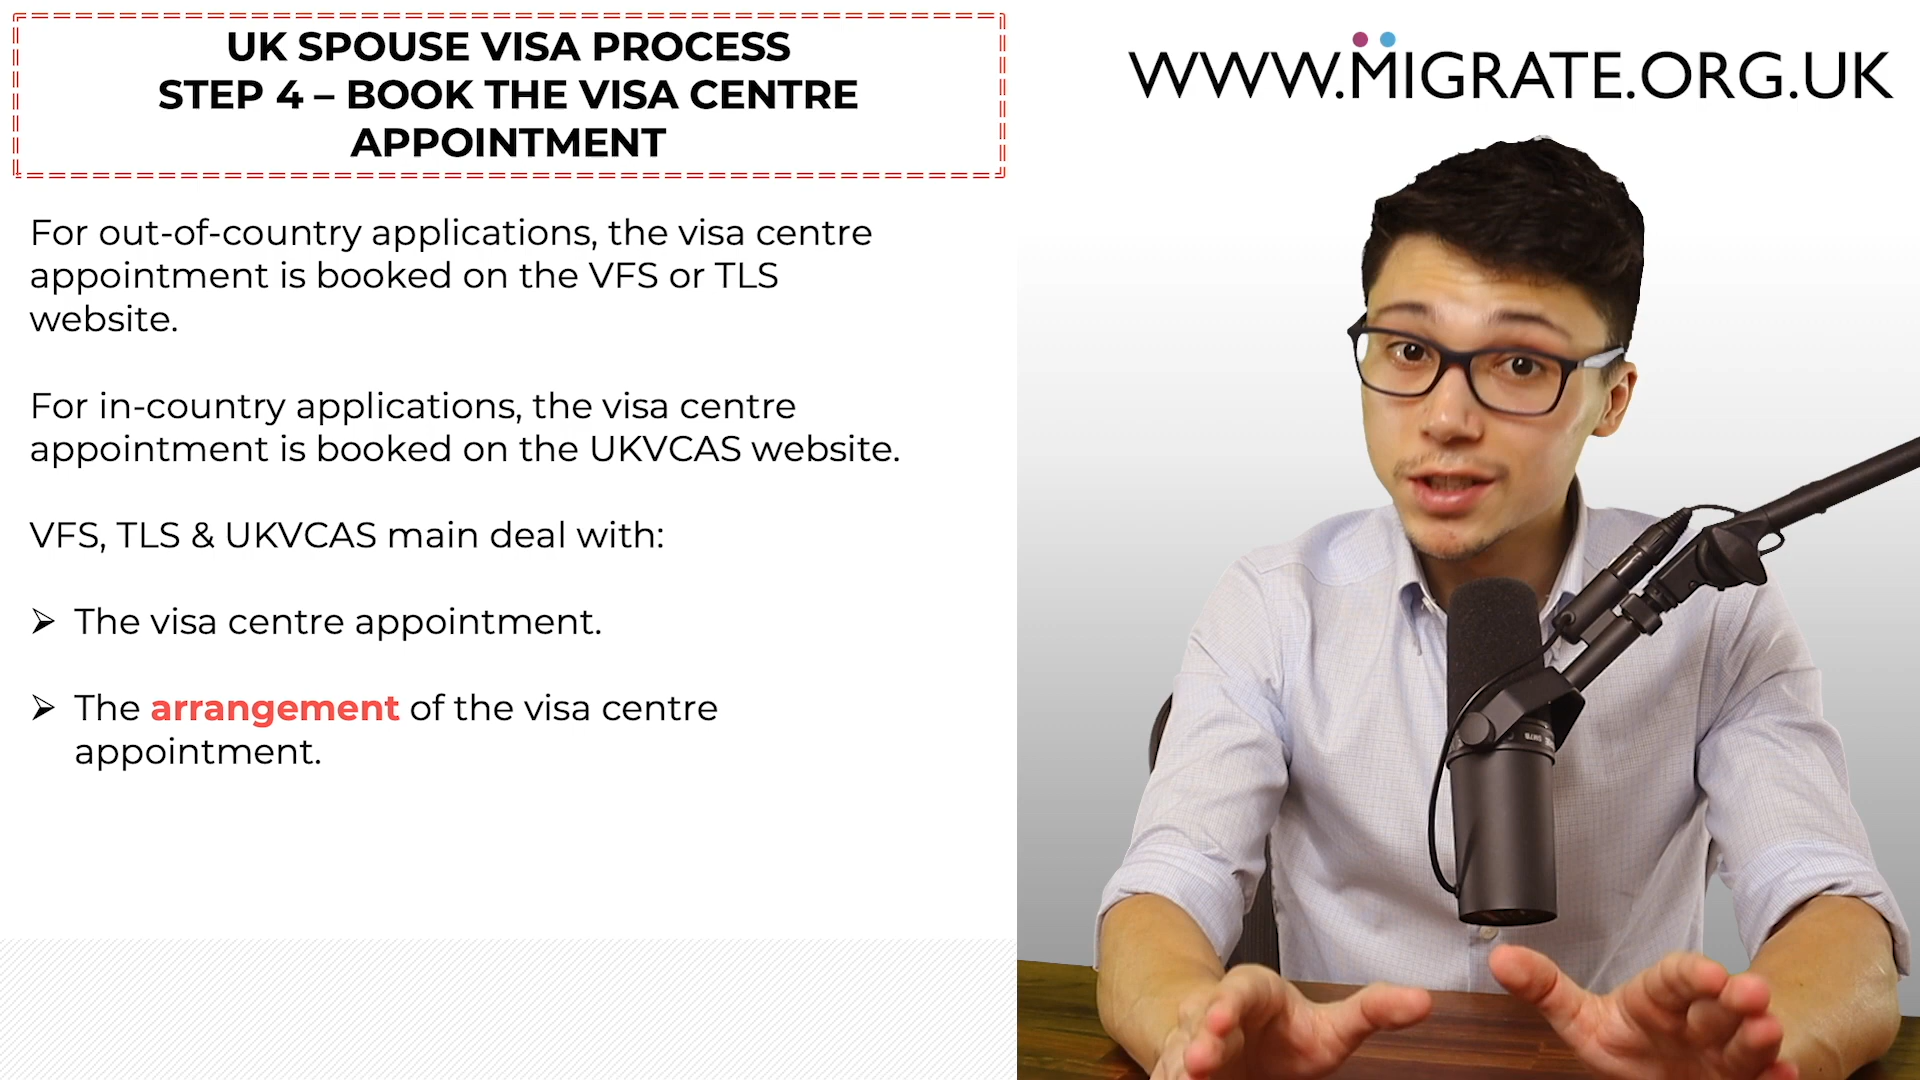 UK SPOUSE VISA PROCESS
STEP 4 – BOOK THE VISA CENTRE
APPOINTMENT
WWW.MIGRATE.ORG.UK
For out-of-country applications, the visa centre
appointment is booked on the VFS or TLS
website.
For in-country applications, the visa centre
appointment is booked on the UKVCAS website.
VFS, TLS & UKVCAS main deal with:
➢ The visa centre appointment.
➢ The arrangement of the visa centre
appointment.